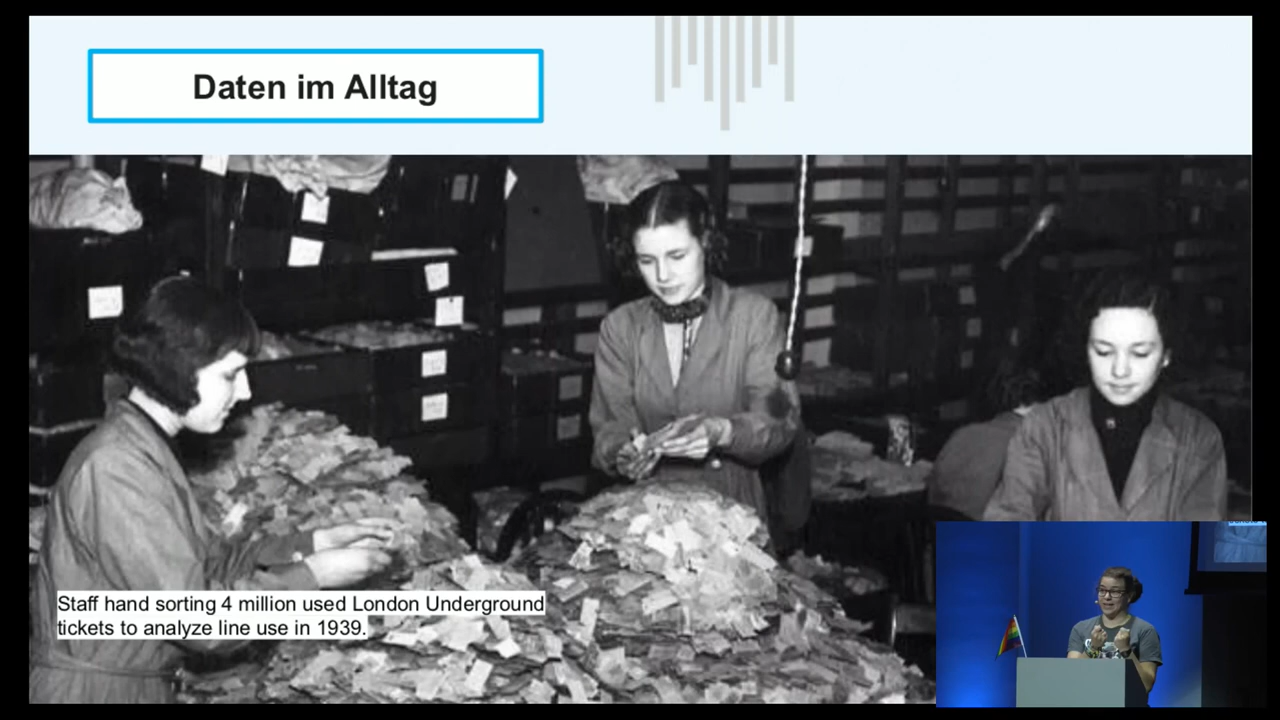 Daten im Alltag
Staff hand sorting 4 million used London Underground
tickets to analyze line use in 1939.